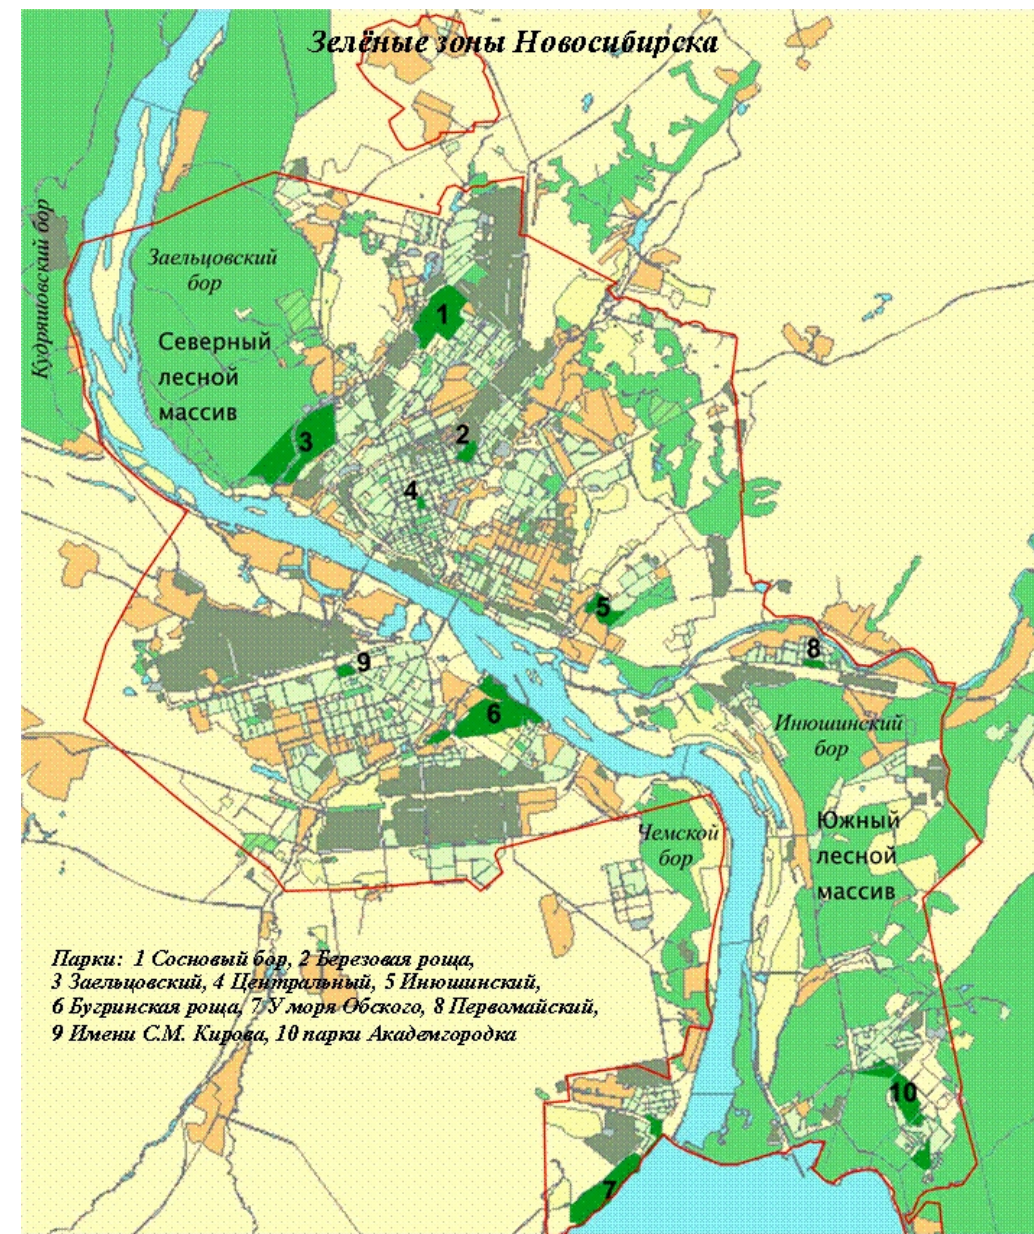 Зелёные зоны Новосибирска
Кудряшовский бор
Заельцовский
бор
Северный
лесной
массив
1
2
3
4
5
8
9
6
Инюшинский
бор
Чемской
бор
Южный
лесной
массив
Парки: 1 Сосновый бор, 2 Березовая роща,
3 Заельцовский, 4 Центральный, 5 Инюшинский,
6 Бугринская роща, 7 У моря Обского, 8 Первомайский,
9 Имени С.М. Кирова, 10 парки Академгородка
10
7